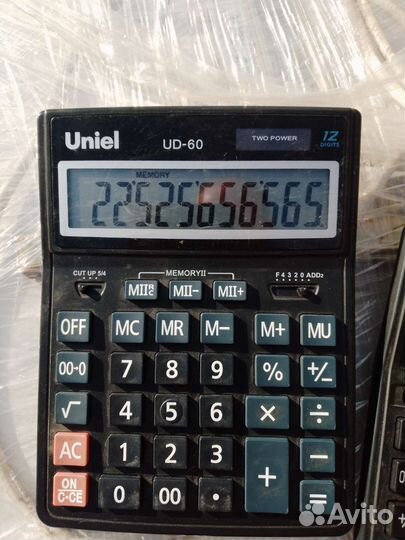 Uniel UD-60 TWO POWER 12 DIGITS
MEMORY
225256656565
CUT UP 5/4 MEMORYII F 4 3 2 0 ADD2
MII MII- MII+
OFF MC MR M- M+ MU
00→0 7 8 9 % +/-
√ 4 5 6 × ÷
AC 1 2 3 + −
ON C·CE 0 00 • =
Avito